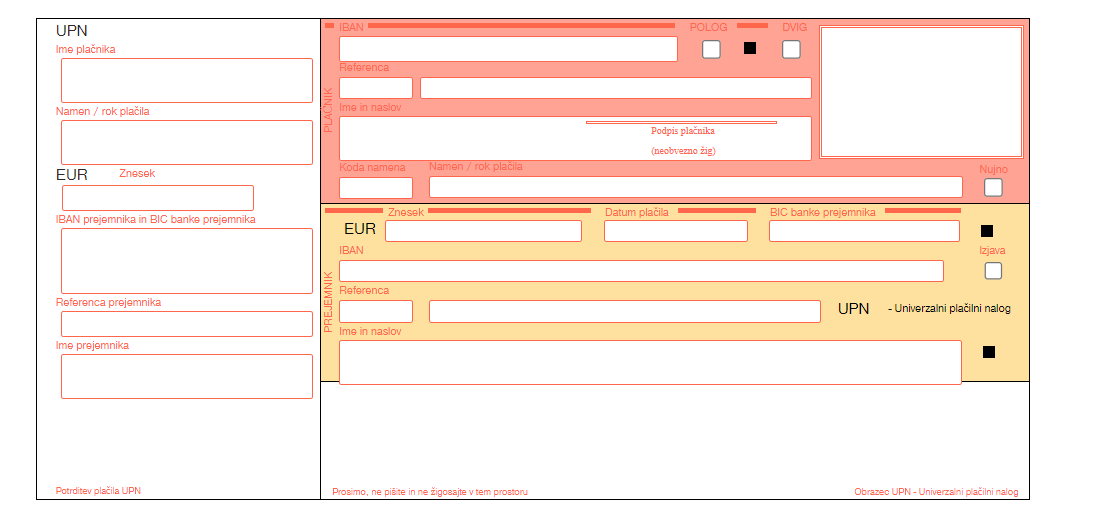 UPN
Ime plačnika
Namen / rok plačila
EUR Znesek
IBAN prejemnika in BIC banke prejemnika
Referenca prejemnika
Ime prejemnika
Potrditev plačila UPN
PLAČNIK
IBAN POLOG DVIG
Referenca
Ime in naslov
Podpis plačnika
(neobvezno žig)
Koda namena Namen / rok plačila Nujno
PREJEMNIK
Znesek Datum plačila BIC banke prejemnika
EUR
IBAN Izjava
Referenca
UPN - Univerzalni plačilni nalog
Ime in naslov
Prosimo, ne pišite in ne žigosajte v tem prostoru
Obrazec UPN - Univerzalni plačilni nalog